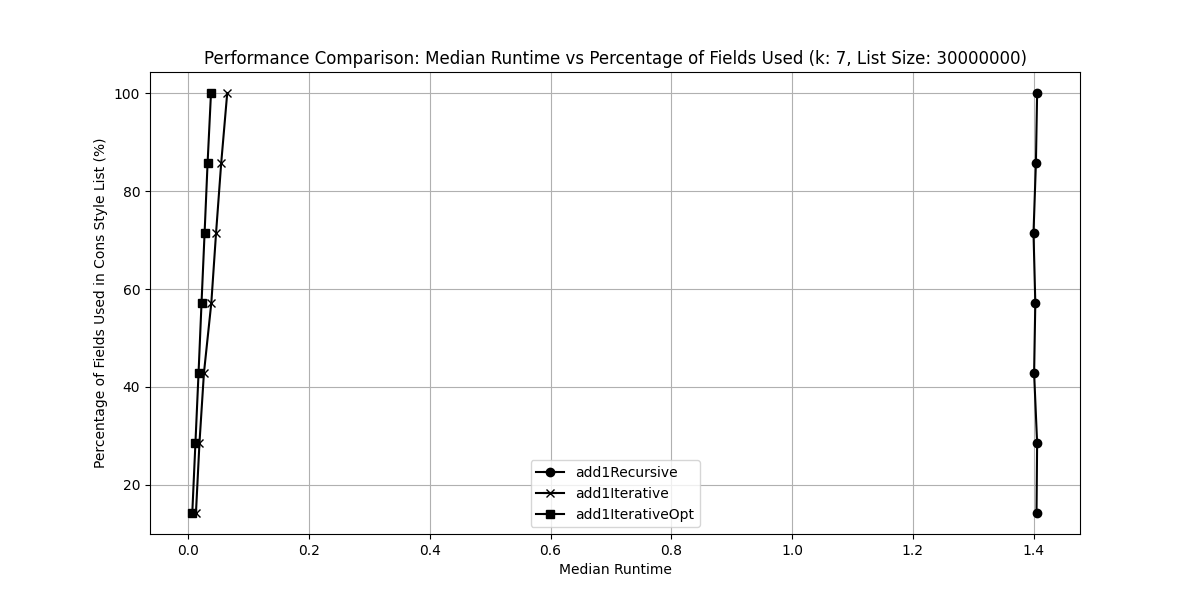 Performance Comparison: Median Runtime vs Percentage of Fields Used (k: 7, List Size: 30000000)
Percentage of Fields Used in Cons Style List (%)
100
80
60
40
20
add1Recursive
add1Iterative
add1IterativeOpt
0.0 0.2 0.4 0.6 0.8 1.0 1.2 1.4
Median Runtime